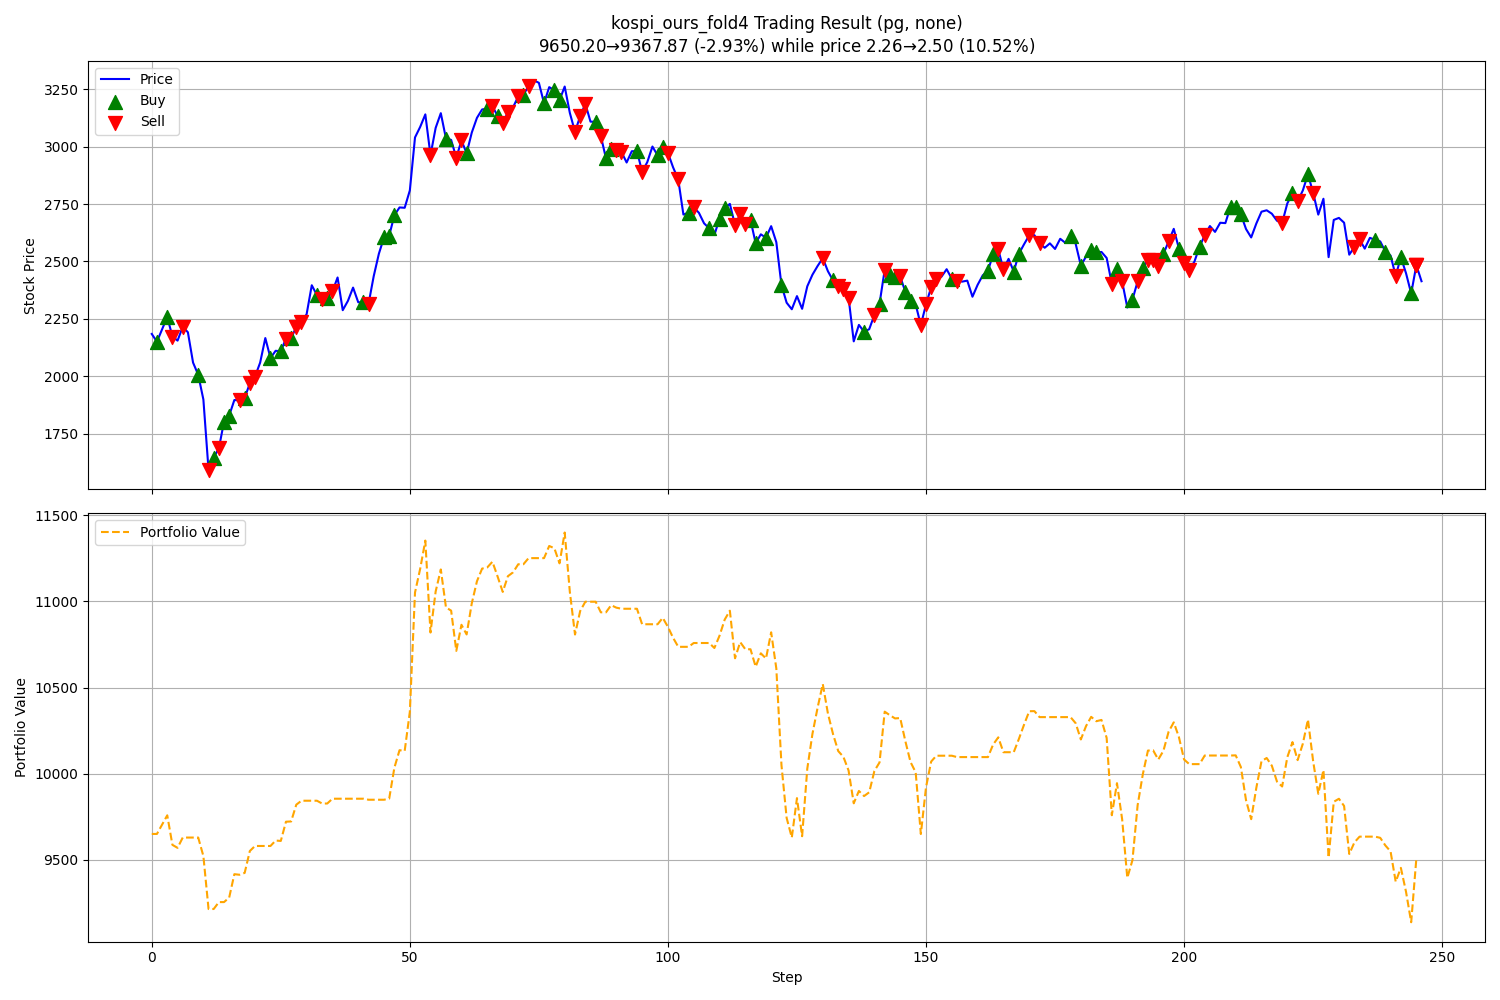 kospi_ours_fold4 Trading Result (pg, none)
9650.20→9367.87 (-2.93%) while price 2.26→2.50 (10.52%)
Price
Buy
Sell
Stock Price
3250
3000
2750
2500
2250
2000
1750
Portfolio Value
Portfolio Value
11500
11000
10500
10000
9500
0 50 100 150 200 250
Step